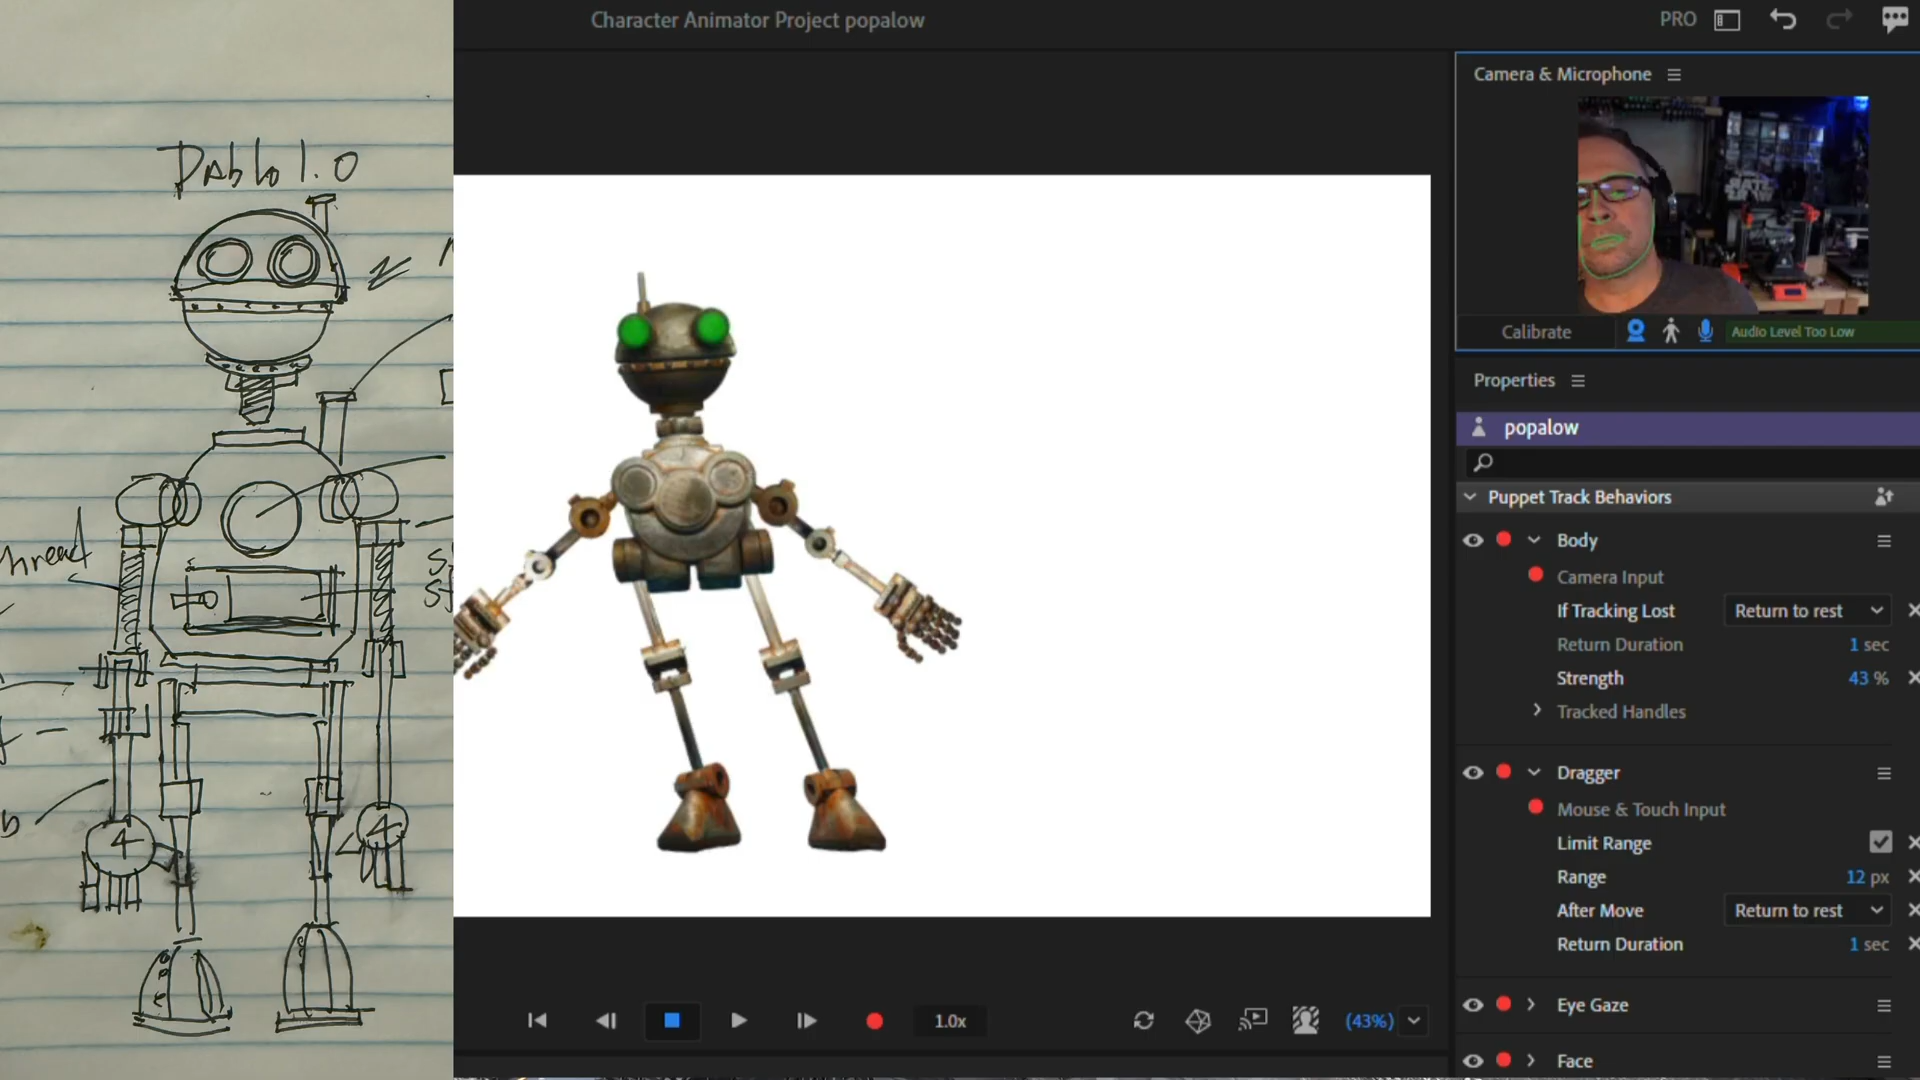 Pablo 1.0
thread
4
4
b
Character Animator Project popalow
PRO
Camera & Microphone
Calibrate
Audio Level Too Low
Properties
popalow
Puppet Track Behaviors
Body
Camera Input
If Tracking Lost Return to rest
Return Duration 1 sec
Strength 43 %
Tracked Handles
Dragger
Mouse & Touch Input
Limit Range
Range 12 px
After Move Return to rest
Return Duration 1 sec
Eye Gaze
Face
1.0x
(43%)